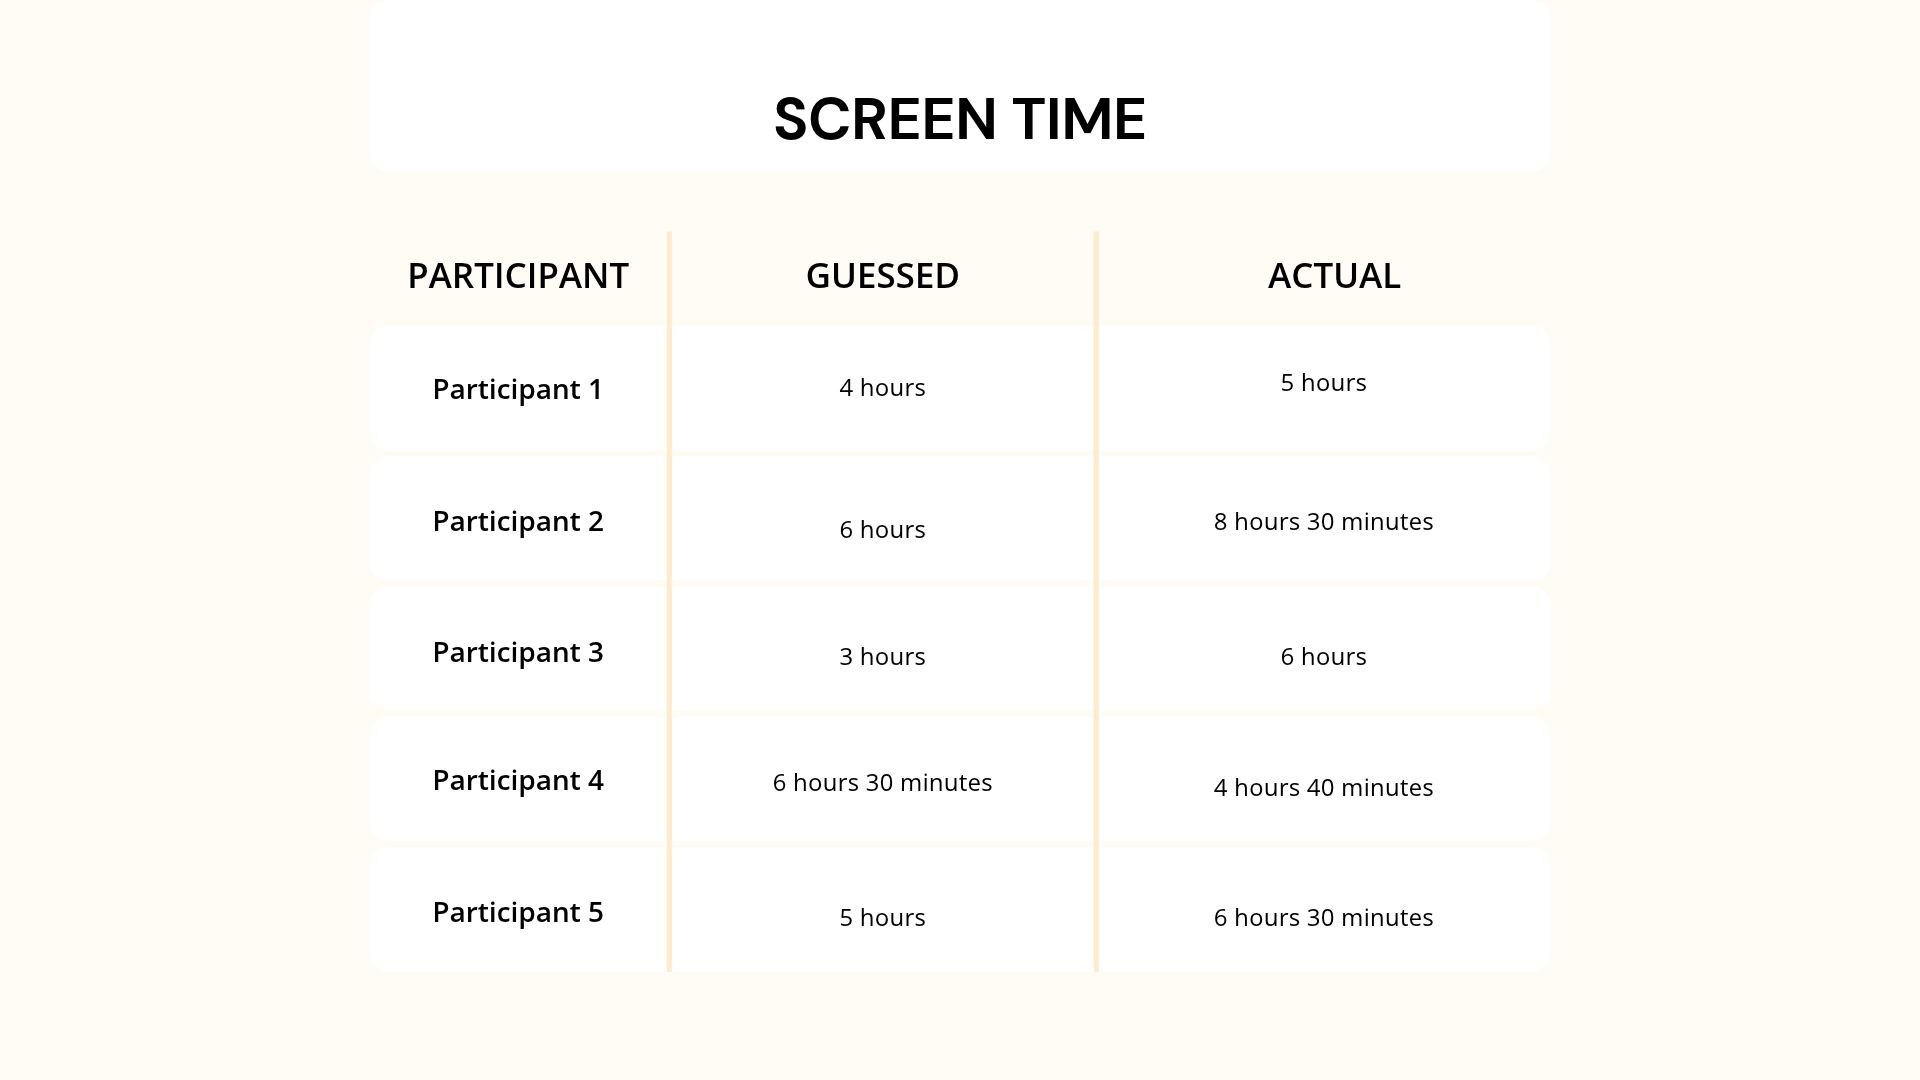 SCREEN TIME
PARTICIPANT GUESSED ACTUAL
Participant 1 4 hours 5 hours
Participant 2 6 hours 8 hours 30 minutes
Participant 3 3 hours 6 hours
Participant 4 6 hours 30 minutes 4 hours 40 minutes
Participant 5 5 hours 6 hours 30 minutes